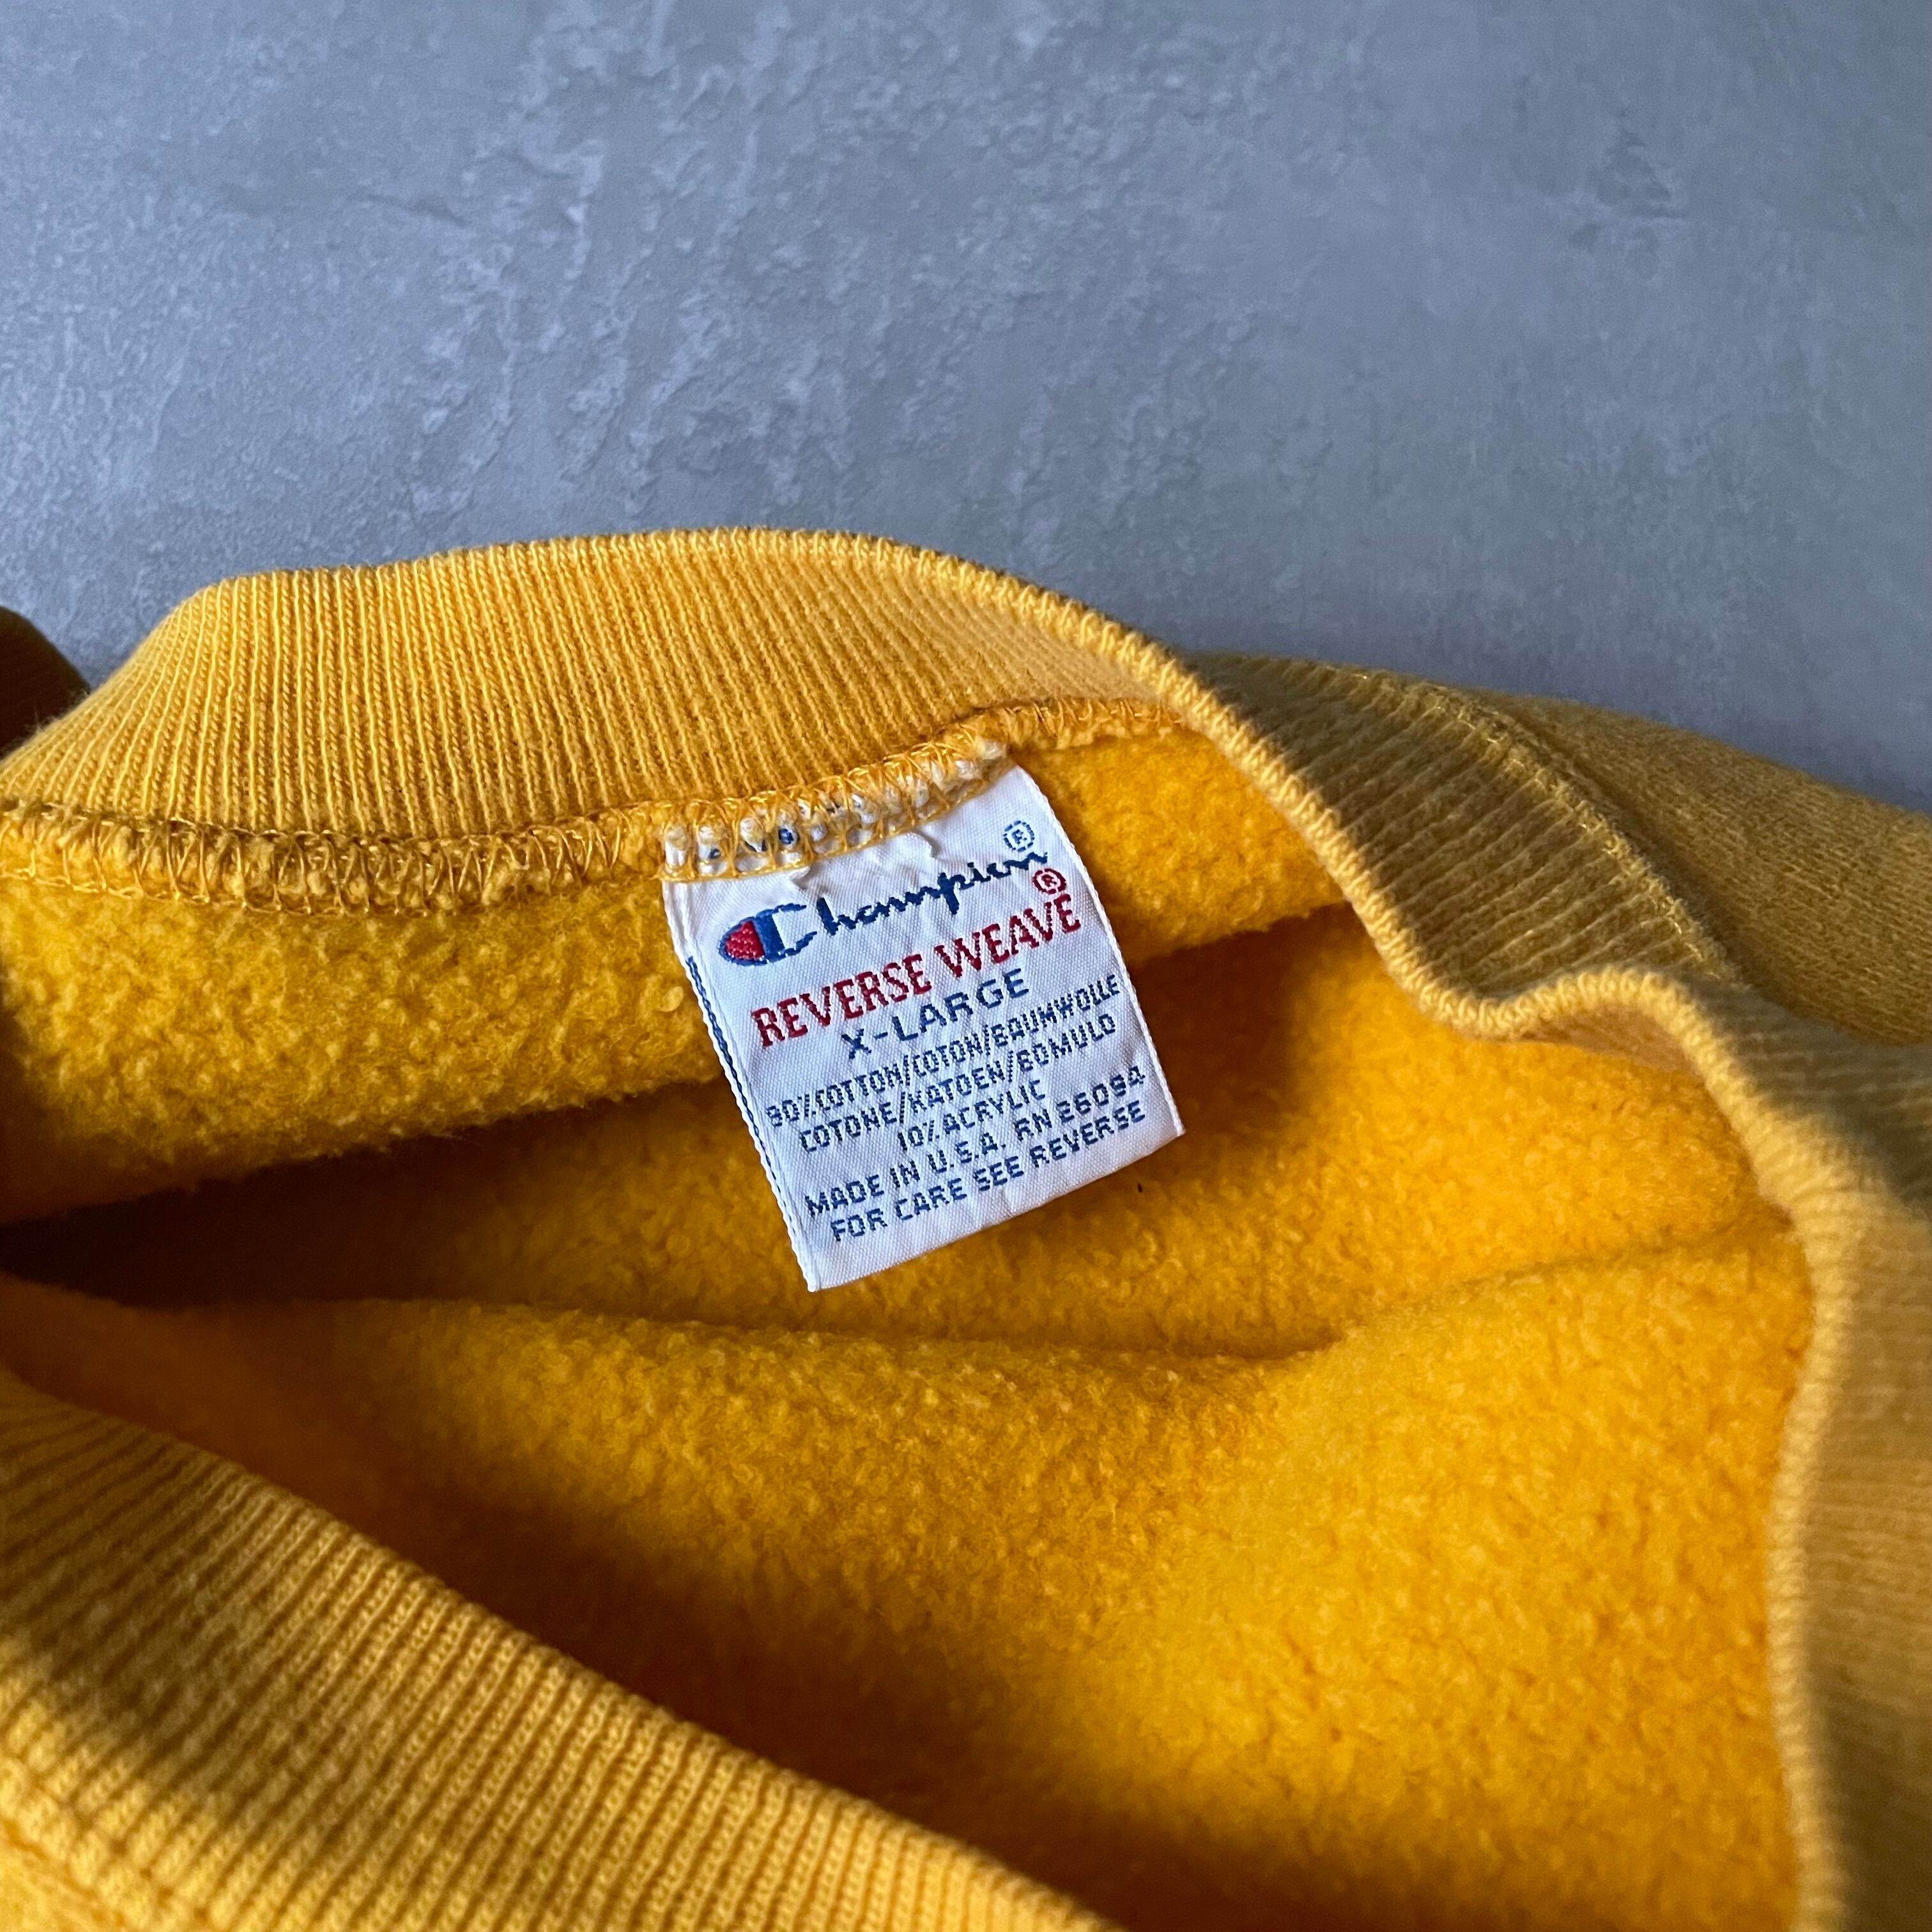 Champion®
REVERSE WEAVE®
X-LARGE
90% COTTON/COTON/BAUMWOLLE
COTONE/KATOEN/BOMULD
10% ACRYLIC
MADE IN U.S.A. RN 26094
FOR CARE SEE REVERSE